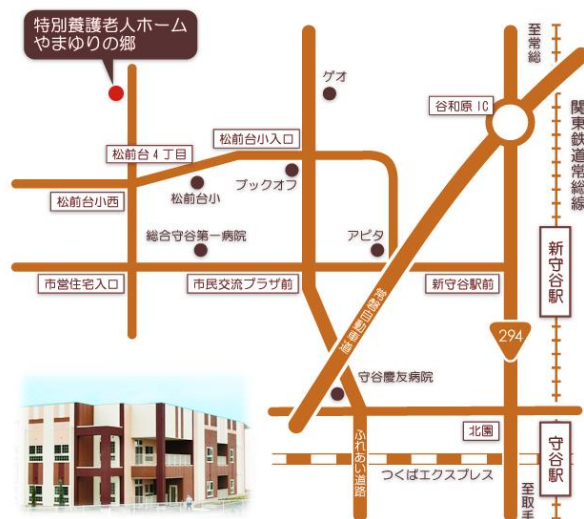 特別養護老人ホーム
やまゆりの郷
至常総
ゲオ
谷和原 IC
関東鉄道常総線
松前台小入口
松前台4丁目
ブックオフ
松前台小
松前台小西
総合守谷第一病院
アピタ
新守谷駅
市営住宅入口
市民交流プラザ前
新守谷駅前
常磐自動車道
294
守谷慶友病院
北園
ふれあい道路
守谷駅
つくばエクスプレス
至取手